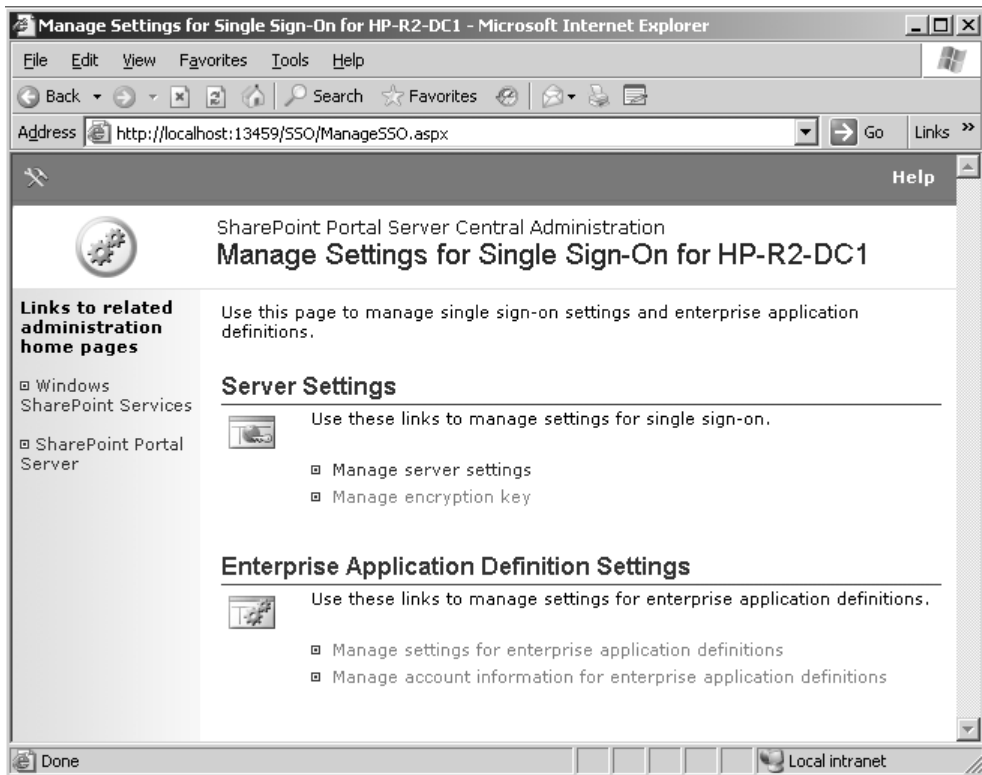 Manage Settings for Single Sign-On for HP-R2-DC1 - Microsoft Internet Explorer
File Edit View Favorites Tools Help
Back Search Favorites
Address http://localhost:13459/SSO/ManageSSO.aspx Go Links »
Help
SharePoint Portal Server Central Administration
Manage Settings for Single Sign-On for HP-R2-DC1
Links to related
administration
home pages
Windows
SharePoint Services
SharePoint Portal
Server
Use this page to manage single sign-on settings and enterprise application
definitions.
Server Settings
Use these links to manage settings for single sign-on.
Manage server settings
Manage encryption key
Enterprise Application Definition Settings
Use these links to manage settings for enterprise application definitions.
Manage settings for enterprise application definitions
Manage account information for enterprise application definitions
Done Local intranet